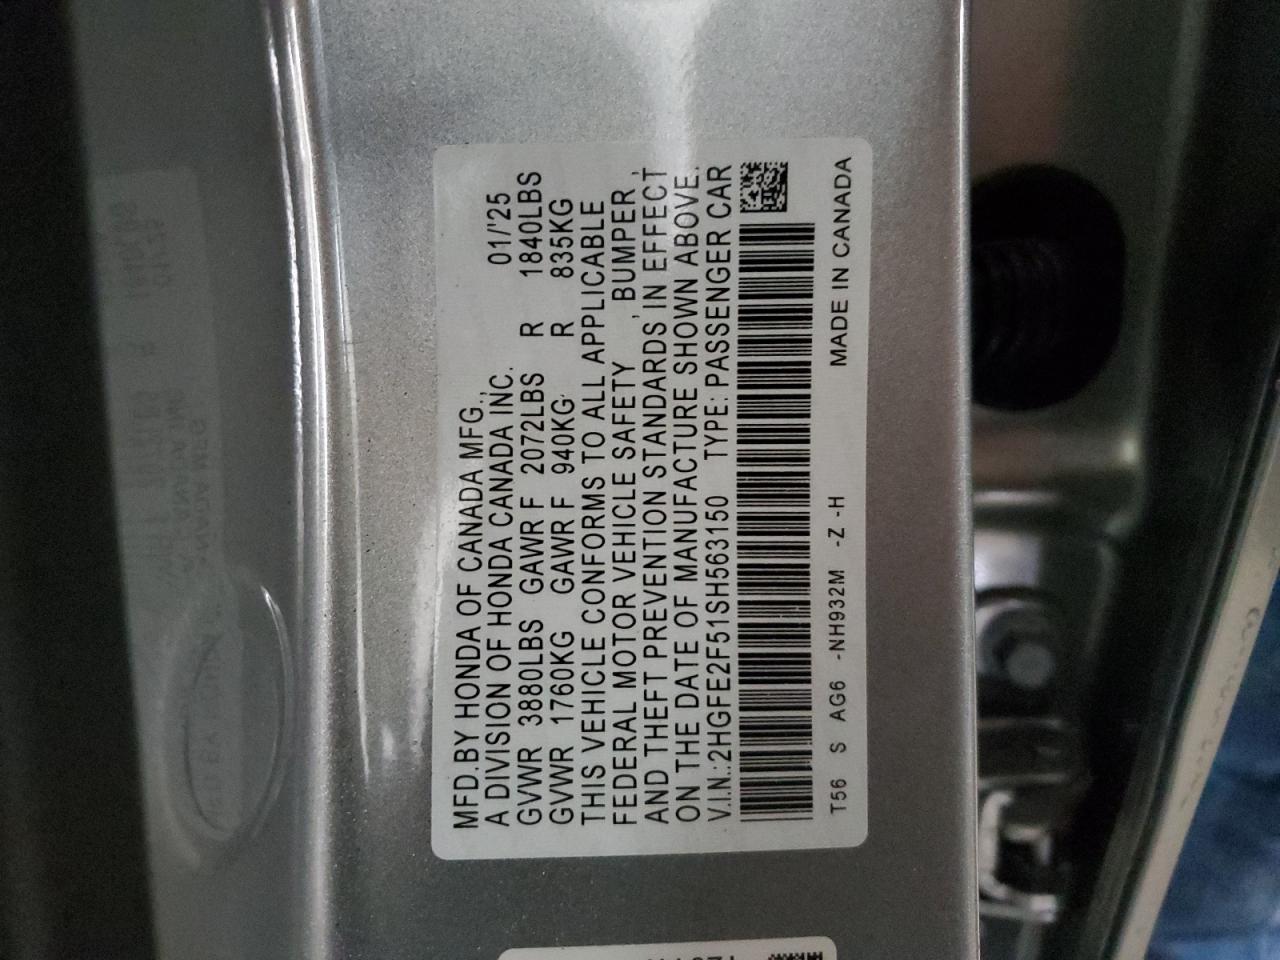 MFD.BY HONDA OF CANADA MFG.,
A DIVISION OF HONDA CANADA INC. 01/'25
GVWR 3880LBS GAWR F 2072LBS R 1840LBS
GVWR 1760KG GAWR F 940KG R 835KG
THIS VEHICLE CONFORMS TO ALL APPLICABLE
FEDERAL MOTOR VEHICLE SAFETY , BUMPER ,
AND THEFT PREVENTION STANDARDS IN EFFECT
ON THE DATE OF MANUFACTURE SHOWN ABOVE.
V.I.N.:2HGFE2F51SH563150 TYPE: PASSENGER CAR
T56 S AG6 -NH932M -Z -H MADE IN CANADA